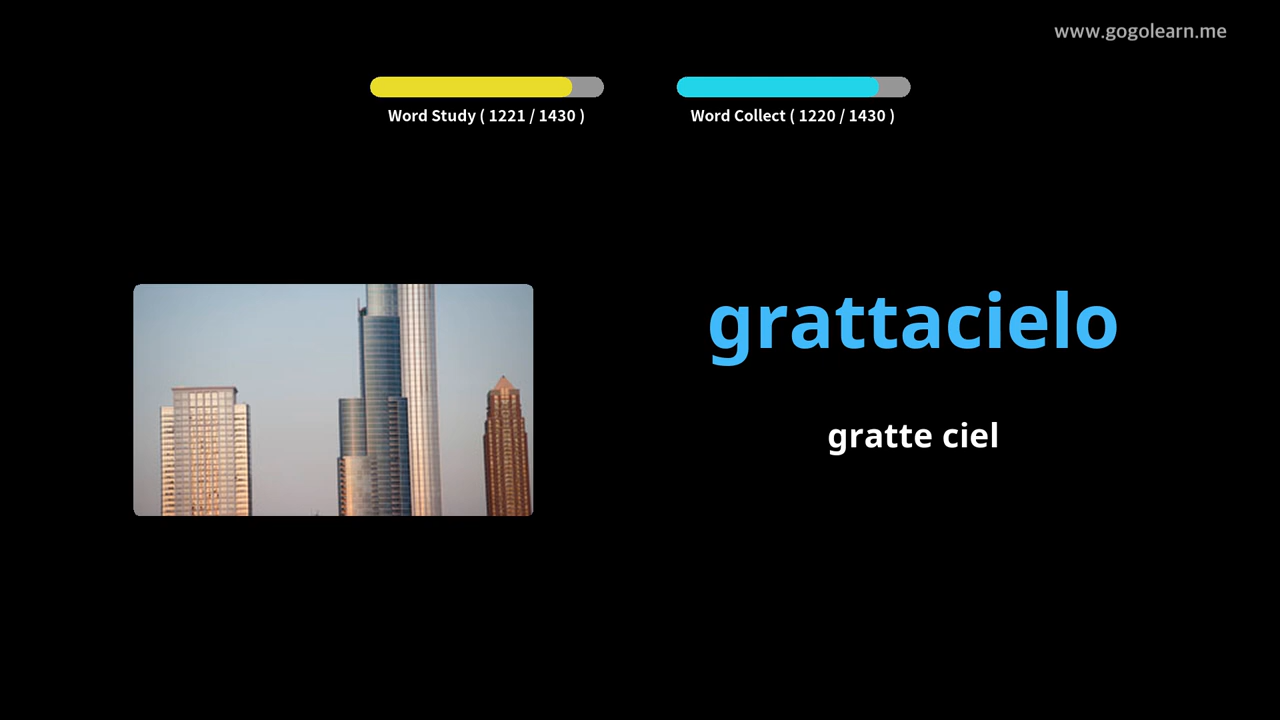 www.gogolearn.me
Word Study ( 1221 / 1430 )
Word Collect ( 1220 / 1430 )
grattacielo
gratte ciel